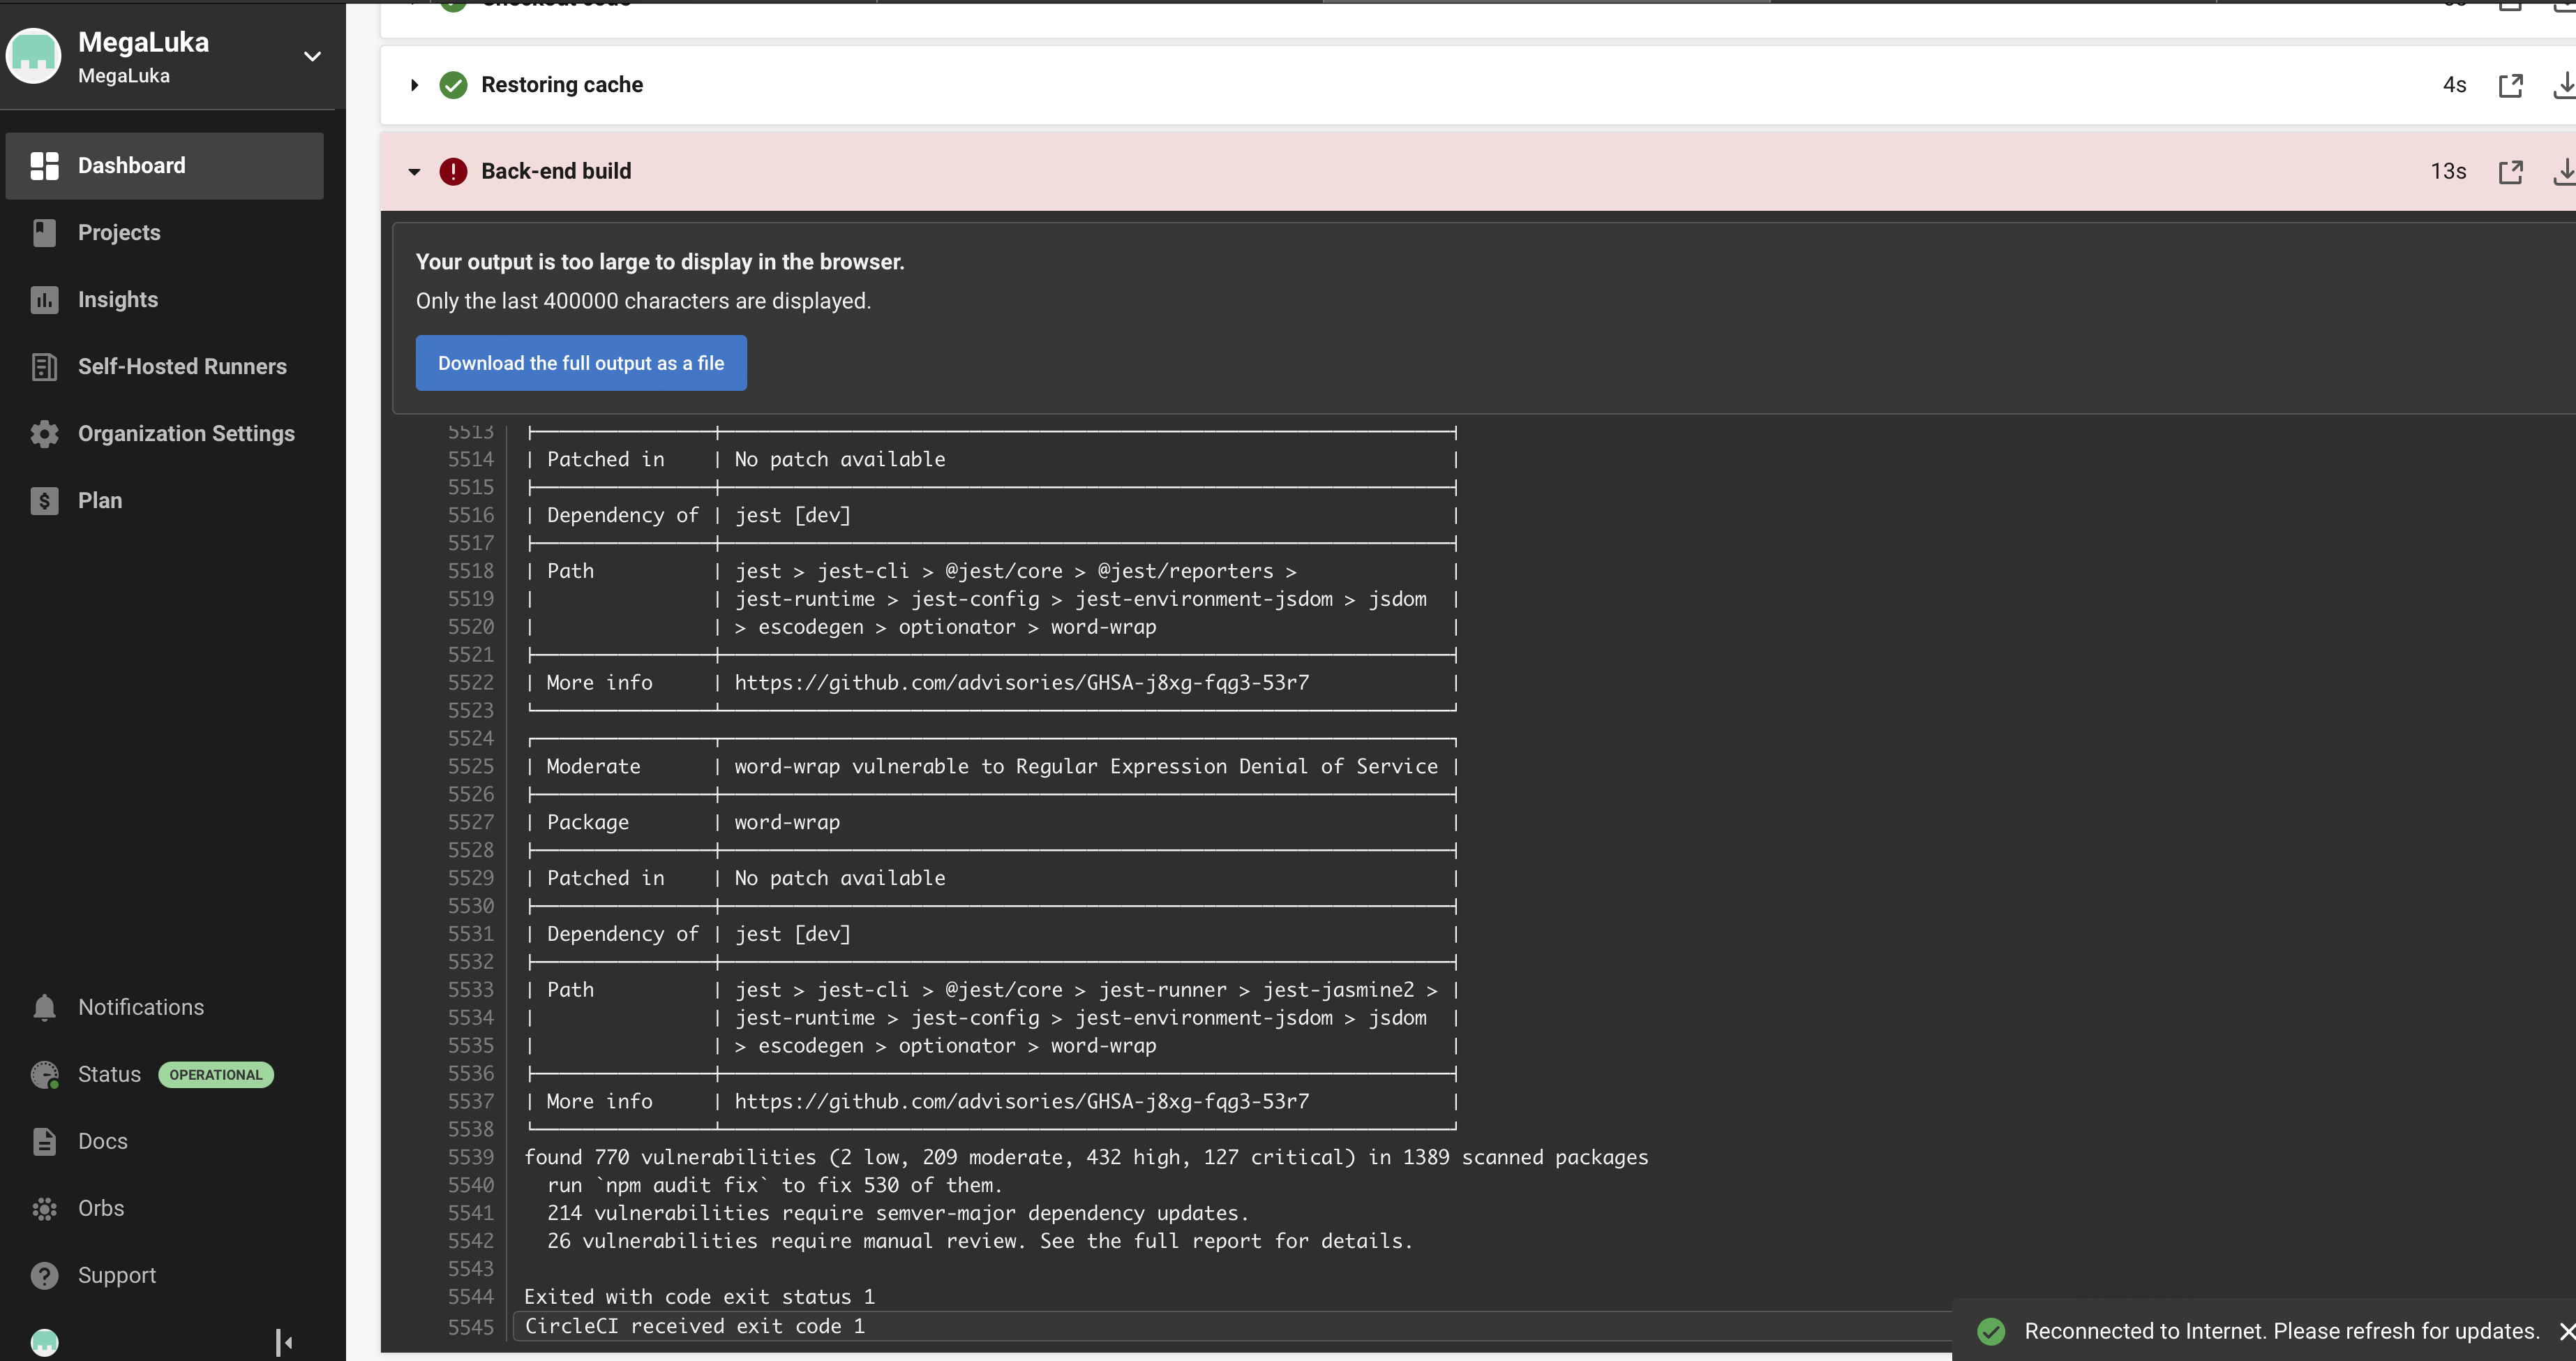 MegaLuka
MegaLuka
Dashboard
Projects
Insights
Self-Hosted Runners
Organization Settings
Plan
Notifications
Status OPERATIONAL
Docs
Orbs
Support
Checkout code
Restoring cache 4s
Back-end build 13s
Your output is too large to display in the browser.
Only the last 400000 characters are displayed.
Download the full output as a file
5513
5514 | Patched in | No patch available |
5515
5516 | Dependency of | jest [dev] |
5517
5518 | Path | jest > jest-cli > @jest/core > @jest/reporters > |
5519 | | jest-runtime > jest-config > jest-environment-jsdom > jsdom |
5520 | | > escodegen > optionator > word-wrap |
5521
5522 | More info | https://github.com/advisories/GHSA-j8xg-fqg3-53r7 |
5523
5524
5525 | Moderate | word-wrap vulnerable to Regular Expression Denial of Service |
5526
5527 | Package | word-wrap |
5528
5529 | Patched in | No patch available |
5530
5531 | Dependency of | jest [dev] |
5532
5533 | Path | jest > jest-cli > @jest/core > jest-runner > jest-jasmine2 > |
5534 | | jest-runtime > jest-config > jest-environment-jsdom > jsdom |
5535 | | > escodegen > optionator > word-wrap |
5536
5537 | More info | https://github.com/advisories/GHSA-j8xg-fqg3-53r7 |
5538
5539 found 770 vulnerabilities (2 low, 209 moderate, 432 high, 127 critical) in 1389 scanned packages
5540 run `npm audit fix` to fix 530 of them.
5541 214 vulnerabilities require semver-major dependency updates.
5542 26 vulnerabilities require manual review. See the full report for details.
5543
5544 Exited with code exit status 1
5545 CircleCI received exit code 1
Reconnected to Internet. Please refresh for updates.